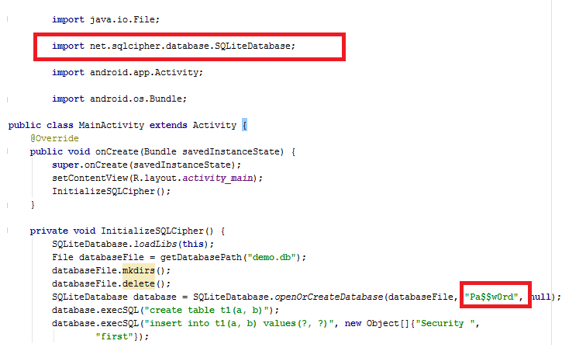 import java.io.File;
import net.sqlcipher.database.SQLiteDatabase;
import android.app.Activity;
import android.os.Bundle;
public class MainActivity extends Activity {
@Override
public void onCreate(Bundle savedInstanceState) {
super.onCreate(savedInstanceState);
setContentView(R.layout.activity_main);
InitializeSQLCipher();
}
private void InitializeSQLCipher() {
SQLiteDatabase.loadLibs(this);
File databaseFile = getDatabasePath("demo.db");
databaseFile.mkdirs();
databaseFile.delete();
SQLiteDatabase database = SQLiteDatabase.openOrCreateDatabase(databaseFile, "Pa$$w0rd", null);
database.execSQL("create table t1(a, b)");
database.execSQL("insert into t1(a, b) values(?, ?)", new Object[]{"Security ",
"first"});